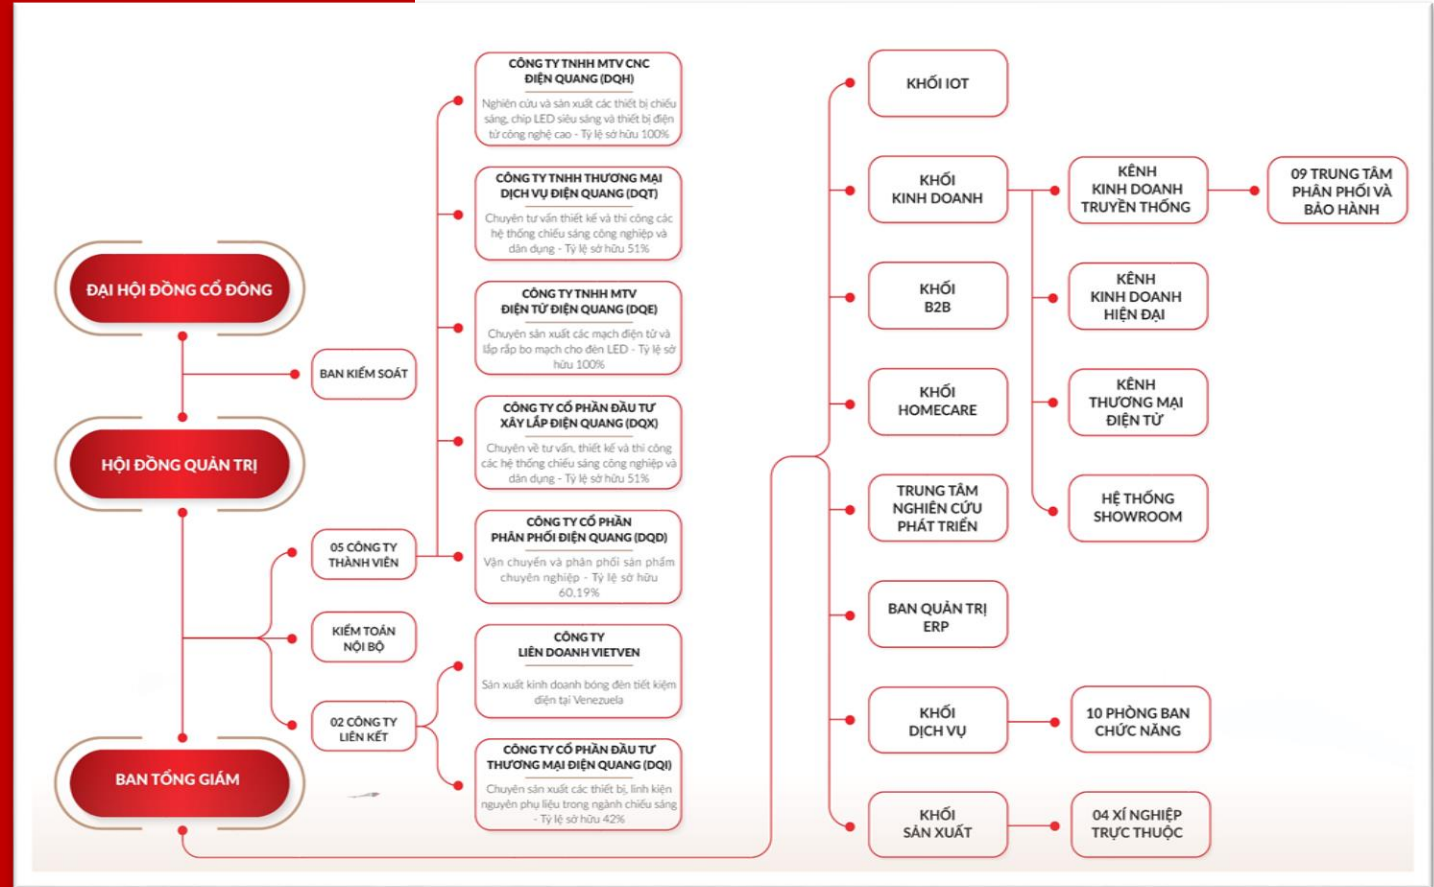 ĐẠI HỘI ĐỒNG CỔ ĐÔNG
BAN KIỂM SOÁT
HỘI ĐỒNG QUẢN TRỊ
05 CÔNG TY
THÀNH VIÊN
KIỂM TOÁN
NỘI BỘ
02 CÔNG TY
LIÊN KẾT
BAN TỔNG GIÁM
CÔNG TY TNHH MTV CNC
ĐIỆN QUANG (DQH)
Nghiên cứu và sản xuất các thiết bị chiếu
sáng, chip LED siêu sáng và thiết bị điện
tử công nghệ cao - Tỷ lệ sở hữu 100%
CÔNG TY TNHH THƯƠNG MẠI
DỊCH VỤ ĐIỆN QUANG (DQT)
Chuyên tư vấn thiết kế và thi công các
hệ thống chiếu sáng công nghiệp và
dân dụng - Tỷ lệ sở hữu 51%
CÔNG TY TNHH MTV
ĐIỆN TỬ ĐIỆN QUANG (DQE)
Chuyên sản xuất các mạch điện tử và
lắp rắp bo mạch cho đèn LED - Tỷ lệ sở
hữu 100%
CÔNG TY CỔ PHẦN ĐẦU TƯ
XÂY LẮP ĐIỆN QUANG (DQX)
Chuyên về tư vấn, thiết kế và thi công
các hệ thống chiếu sáng công nghiệp và
dân dụng - Tỷ lệ sở hữu 51%
CÔNG TY CỔ PHẦN
PHÂN PHỐI ĐIỆN QUANG (DQD)
Vận chuyển và phân phối sản phẩm
chuyên nghiệp - Tỷ lệ sở hữu
60,19%
CÔNG TY
LIÊN DOANH VIETVEN
Sản xuất kinh doanh bóng đèn tiết kiệm
điện tại Venezuela
CÔNG TY CỔ PHẦN ĐẦU TƯ
THƯƠNG MẠI ĐIỆN QUANG (DQI)
Chuyên sản xuất các thiết bị, linh kiện
nguyên phụ liệu trong ngành chiếu sáng
- Tỷ lệ sở hữu 42%
KHỐI IOT
KHỐI
KINH DOANH
KHỐI
B2B
KHỐI
HOMECARE
TRUNG TÂM
NGHIÊN CỨU
PHÁT TRIỂN
BAN QUẢN TRỊ
ERP
KHỐI
DỊCH VỤ
KHỐI
SẢN XUẤT
KÊNH
KINH DOANH
TRUYỀN THỐNG
KÊNH
KINH DOANH
HIỆN ĐẠI
KÊNH
THƯƠNG MẠI
ĐIỆN TỬ
HỆ THỐNG
SHOWROOM
10 PHÒNG BAN
CHỨC NĂNG
04 XÍ NGHIỆP
TRỰC THUỘC
09 TRUNG TÂM
PHÂN PHỐI VÀ
BẢO HÀNH